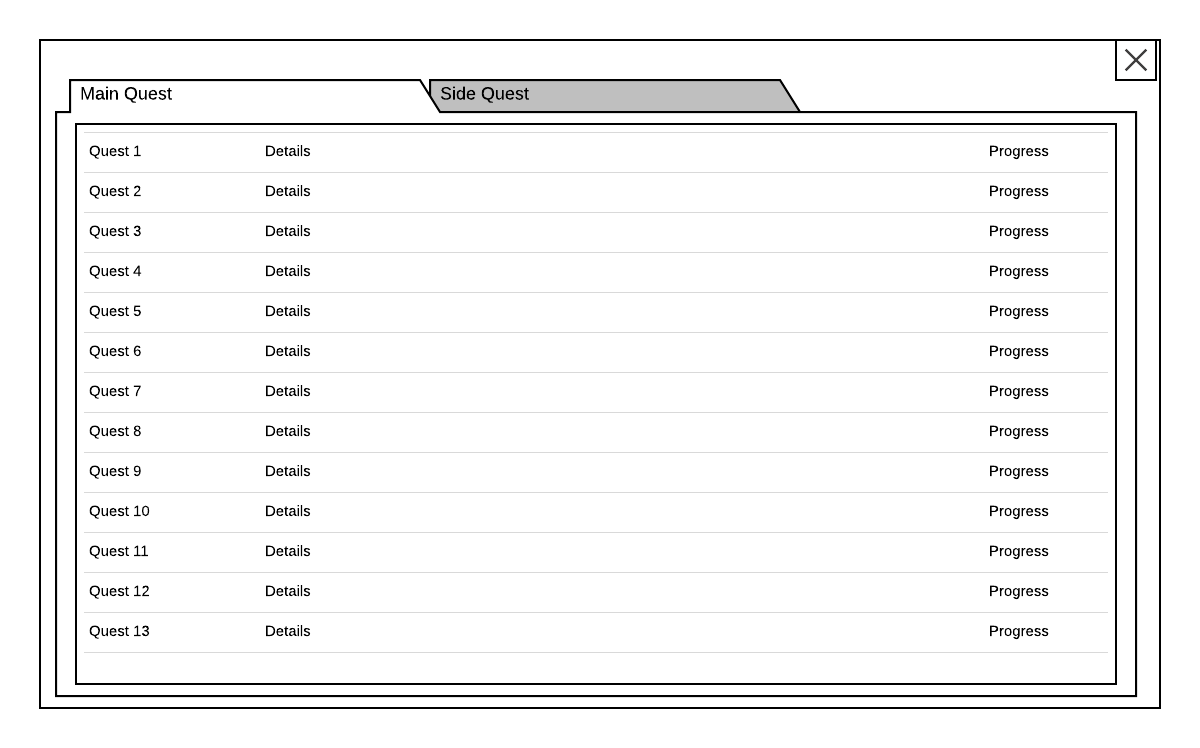 Main Quest
Side Quest
Quest 1 Details Progress
Quest 2 Details Progress
Quest 3 Details Progress
Quest 4 Details Progress
Quest 5 Details Progress
Quest 6 Details Progress
Quest 7 Details Progress
Quest 8 Details Progress
Quest 9 Details Progress
Quest 10 Details Progress
Quest 11 Details Progress
Quest 12 Details Progress
Quest 13 Details Progress